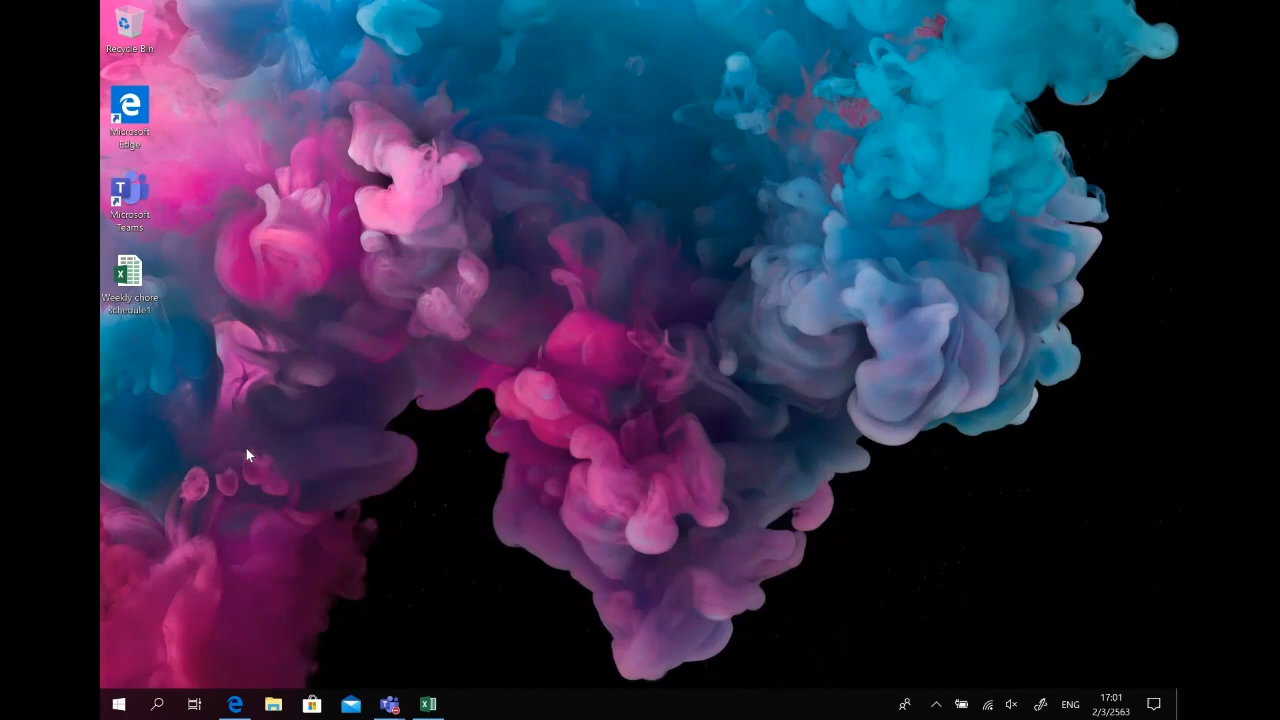 Recycle Bin
Microsoft
Edge
Microsoft
Teams
Weekly chore
schedule1
ENG
17:01
2/3/2563